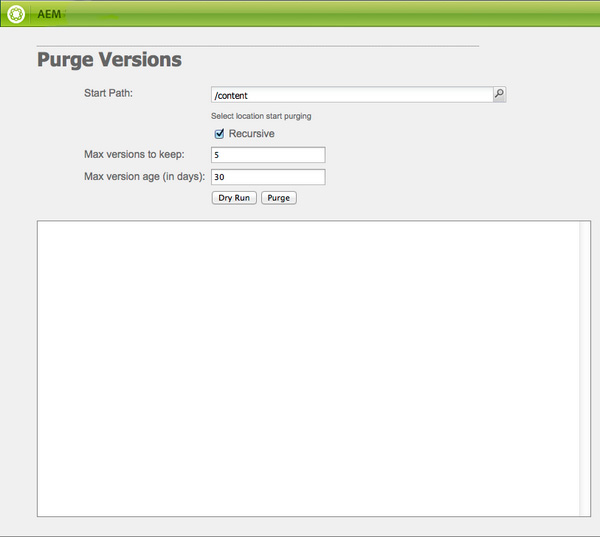 AEM
Purge Versions
Start Path:
/content
Select location start purging
Recursive
Max versions to keep:
5
Max version age (in days):
30
Dry Run Purge